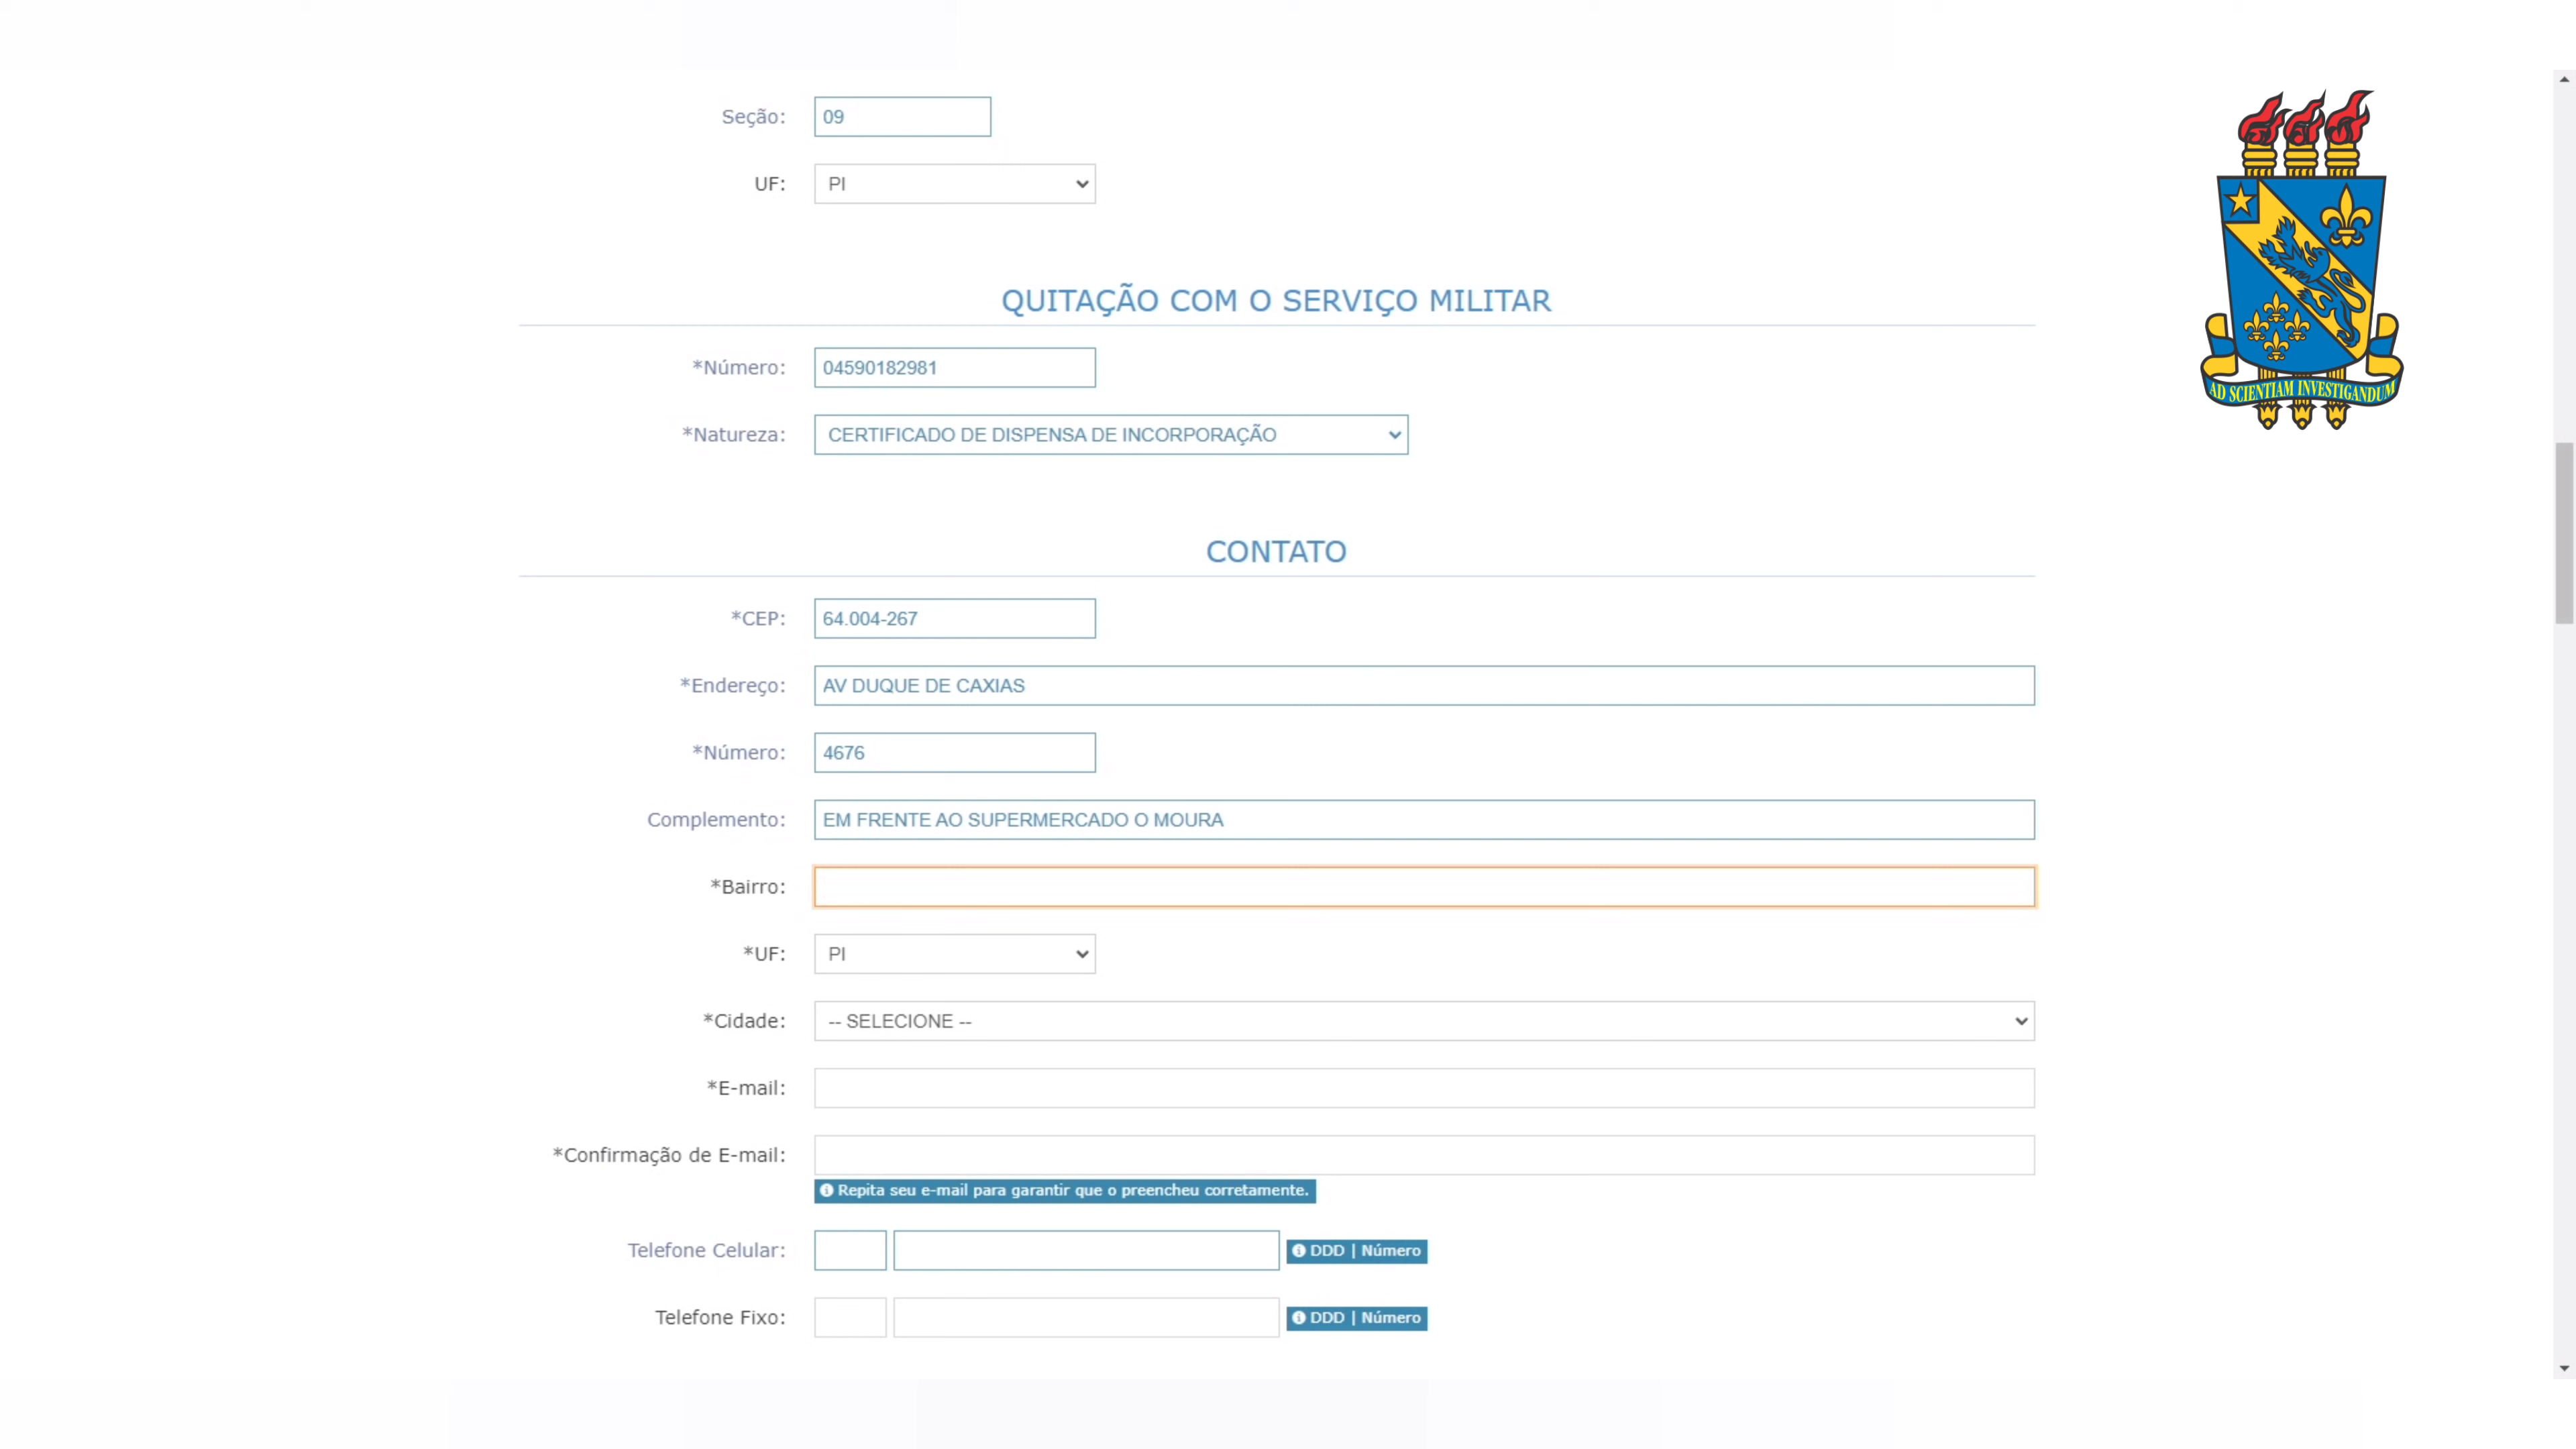 Seção: 09
UF: PI
QUITAÇÃO COM O SERVIÇO MILITAR
*Número: 04590182981
*Natureza: CERTIFICADO DE DISPENSA DE INCORPORAÇÃO
CONTATO
*CEP: 64.004-267
*Endereço: AV DUQUE DE CAXIAS
*Número: 4676
Complemento: EM FRENTE AO SUPERMERCADO O MOURA
*Bairro:
*UF: PI
*Cidade: -- SELECIONE --
*E-mail:
*Confirmação de E-mail:
Repita seu e-mail para garantir que o preencheu corretamente.
Telefone Celular: DDD | Número
Telefone Fixo: DDD | Número
AD SCIENTIAM INVESTIGANDUM